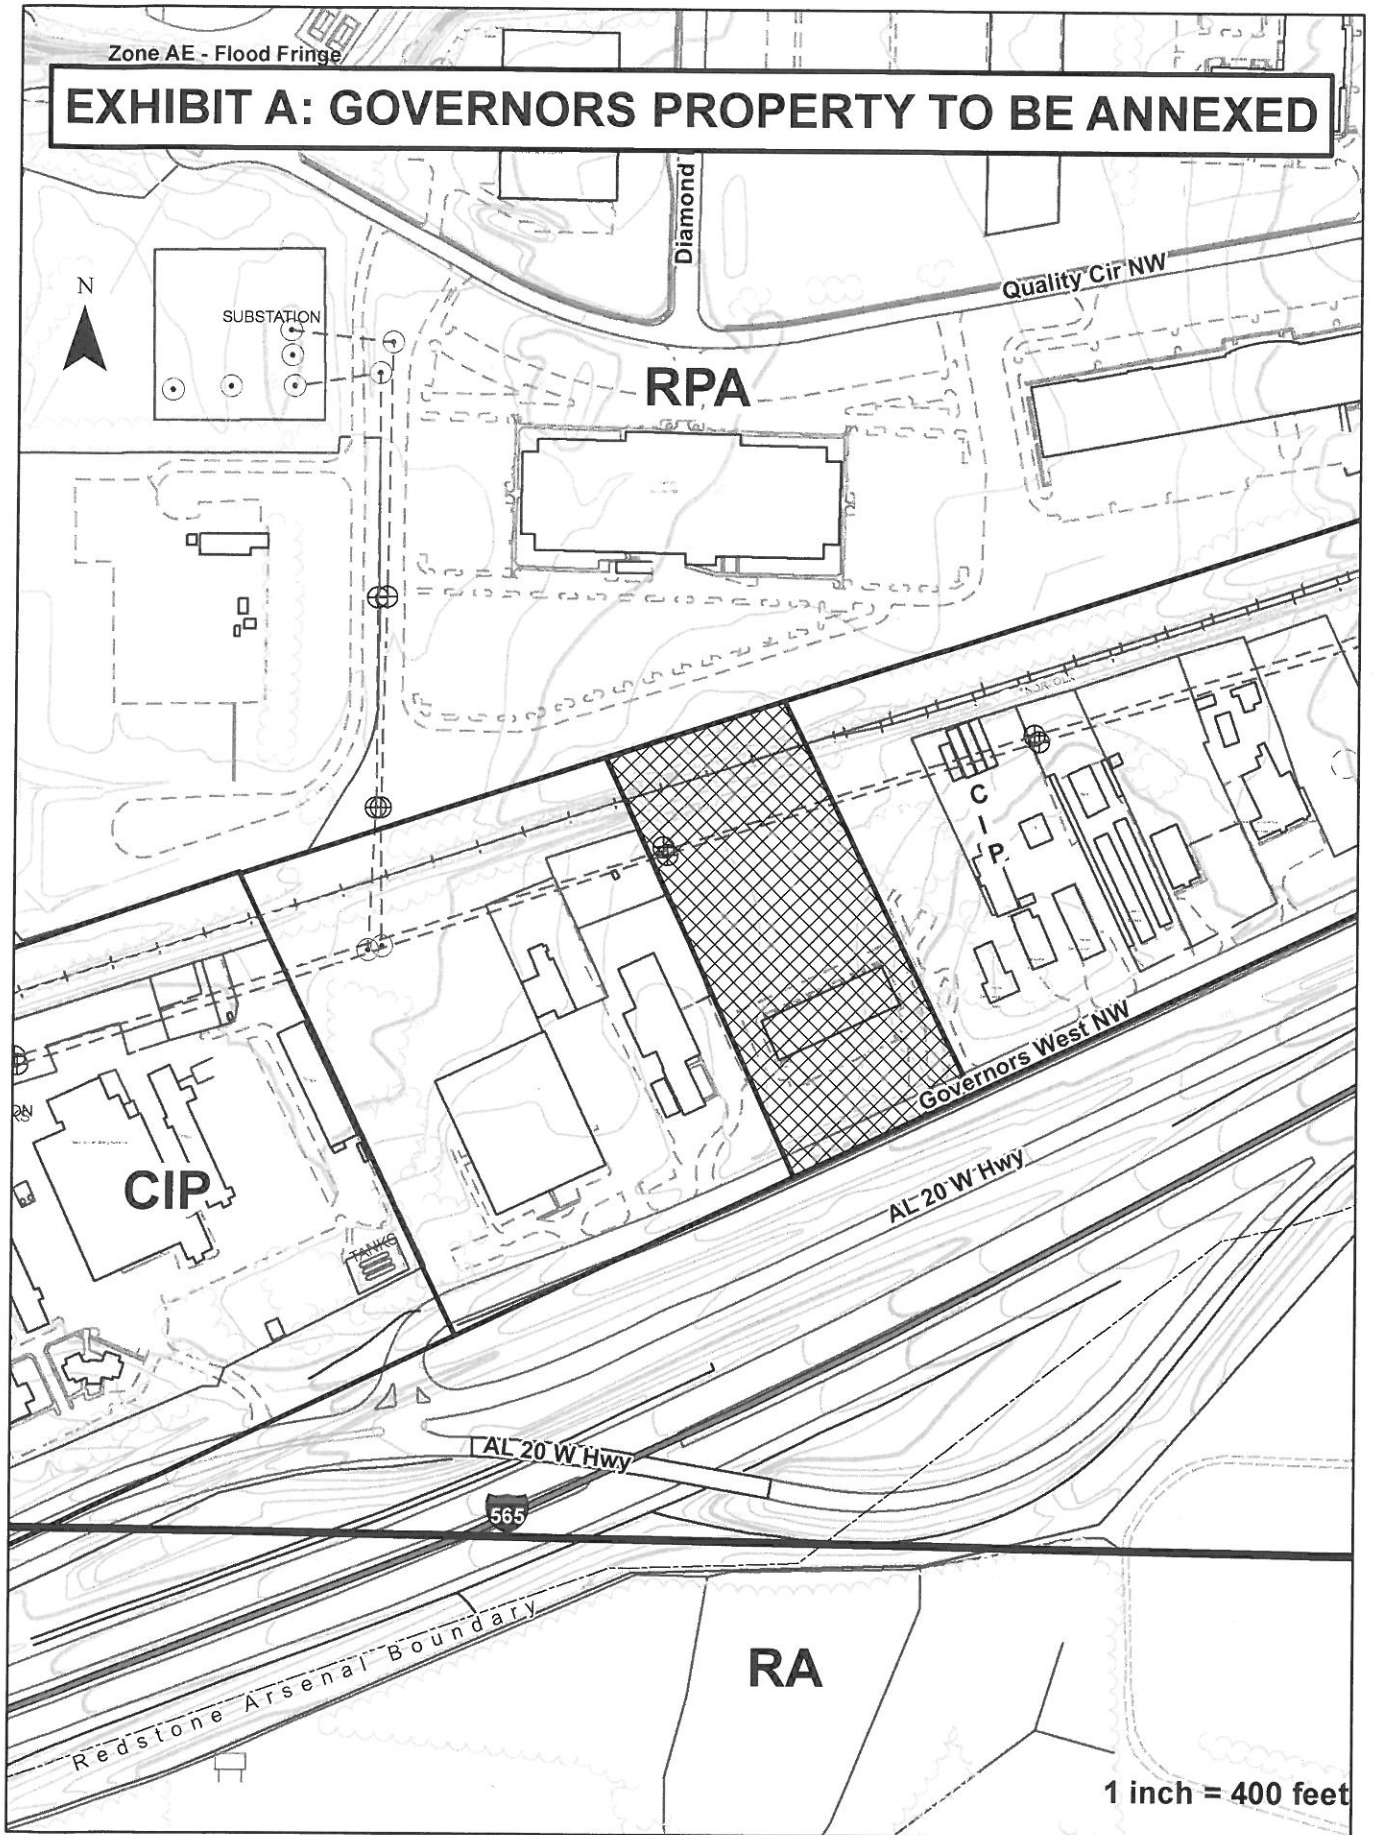 Zone AE - Flood Fringe
EXHIBIT A: GOVERNORS PROPERTY TO BE ANNEXED
Diamond
Quality Cir NW
N
SUBSTATION
RPA
C
I
P
Governors West NW
AL 20 W Hwy
CIP
TANKS
AL 20 W Hwy
565
Redstone Arsenal Boundary
RA
1 inch = 400 feet